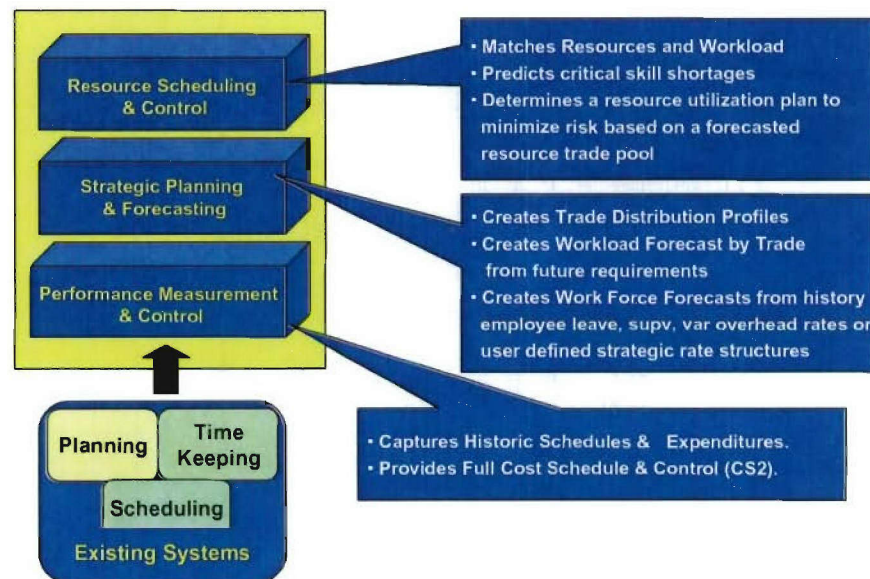 Resource Scheduling
& Control
Strategic Planning
& Forecasting
Performance Measurement
& Control
Planning
Time
Keeping
Scheduling
Existing Systems
• Matches Resources and Workload
• Predicts critical skill shortages
• Determines a resource utilization plan to
minimize risk based on a forecasted
resource trade pool
• Creates Trade Distribution Profiles
• Creates Workload Forecast by Trade
from future requirements
• Creates Work Force Forecasts from history
employee leave, supv, var overhead rates or
user defined strategic rate structures
• Captures Historic Schedules & Expenditures.
• Provides Full Cost Schedule & Control (CS2).